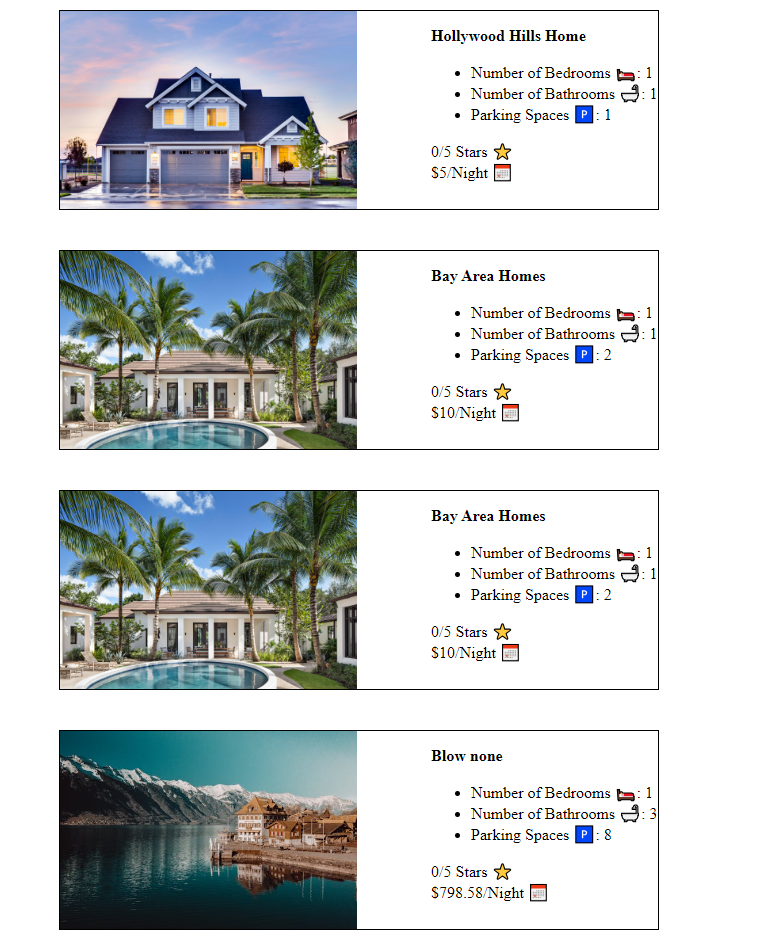 Hollywood Hills Home
• Number of Bedrooms 🛏️: 1
• Number of Bathrooms 🛁: 1
• Parking Spaces 🅿️: 1
0/5 Stars ⭐
$5/Night 📅
Bay Area Homes
• Number of Bedrooms 🛏️: 1
• Number of Bathrooms 🛁: 1
• Parking Spaces 🅿️: 2
0/5 Stars ⭐
$10/Night 📅
Bay Area Homes
• Number of Bedrooms 🛏️: 1
• Number of Bathrooms 🛁: 1
• Parking Spaces 🅿️: 2
0/5 Stars ⭐
$10/Night 📅
Blow none
• Number of Bedrooms 🛏️: 1
• Number of Bathrooms 🛁: 3
• Parking Spaces 🅿️: 8
0/5 Stars ⭐
$798.58/Night 📅